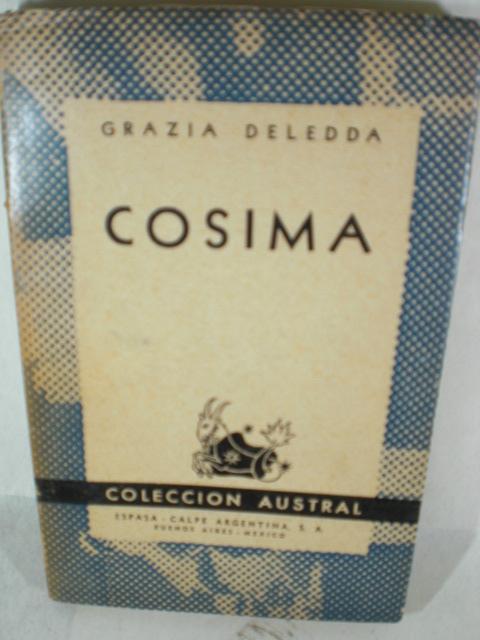 GRAZIA DELEDDA
COSIMA
COLECCION AUSTRAL
ESPASA - CALPE ARGENTINA, S. A.
BUENOS AIRES - MEXICO